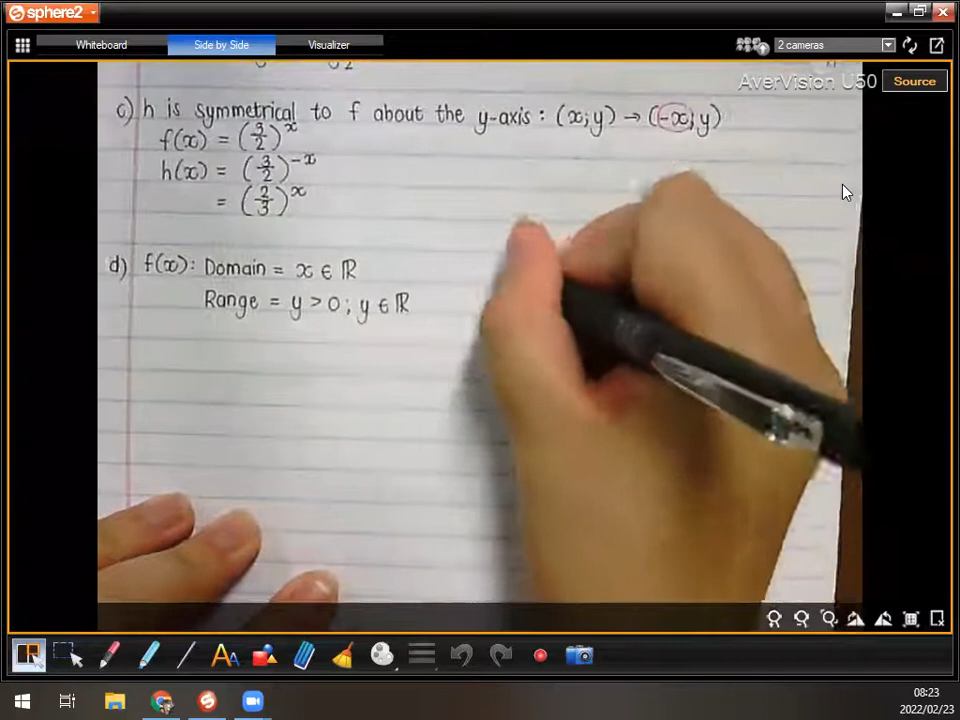 sphere2
Whiteboard
Side by Side
Visualizer
2 cameras
AverVision U50
Source
c) h is symmetrical to f about the y-axis : (x;y) → (-x;y)
f(x) = (3/2)^x
h(x) = (3/2)^-x
= (2/3)^x
d) f(x): Domain = x ∈ ℝ
Range = y > 0 ; y ∈ ℝ
08:23
2022/02/23